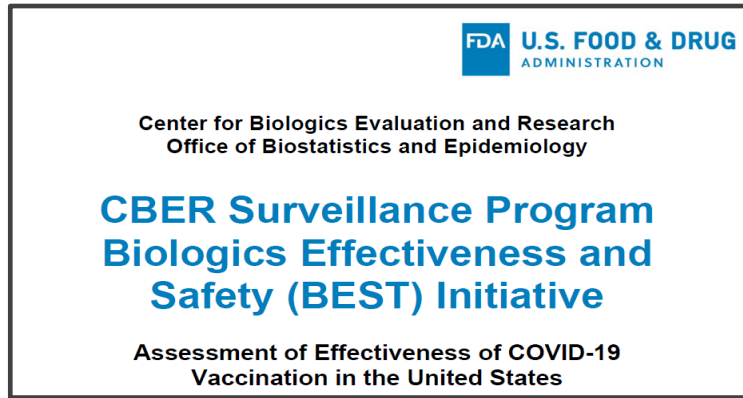 FDA U.S. FOOD & DRUG
ADMINISTRATION
Center for Biologics Evaluation and Research
Office of Biostatistics and Epidemiology
CBER Surveillance Program
Biologics Effectiveness and
Safety (BEST) Initiative
Assessment of Effectiveness of COVID-19
Vaccination in the United States